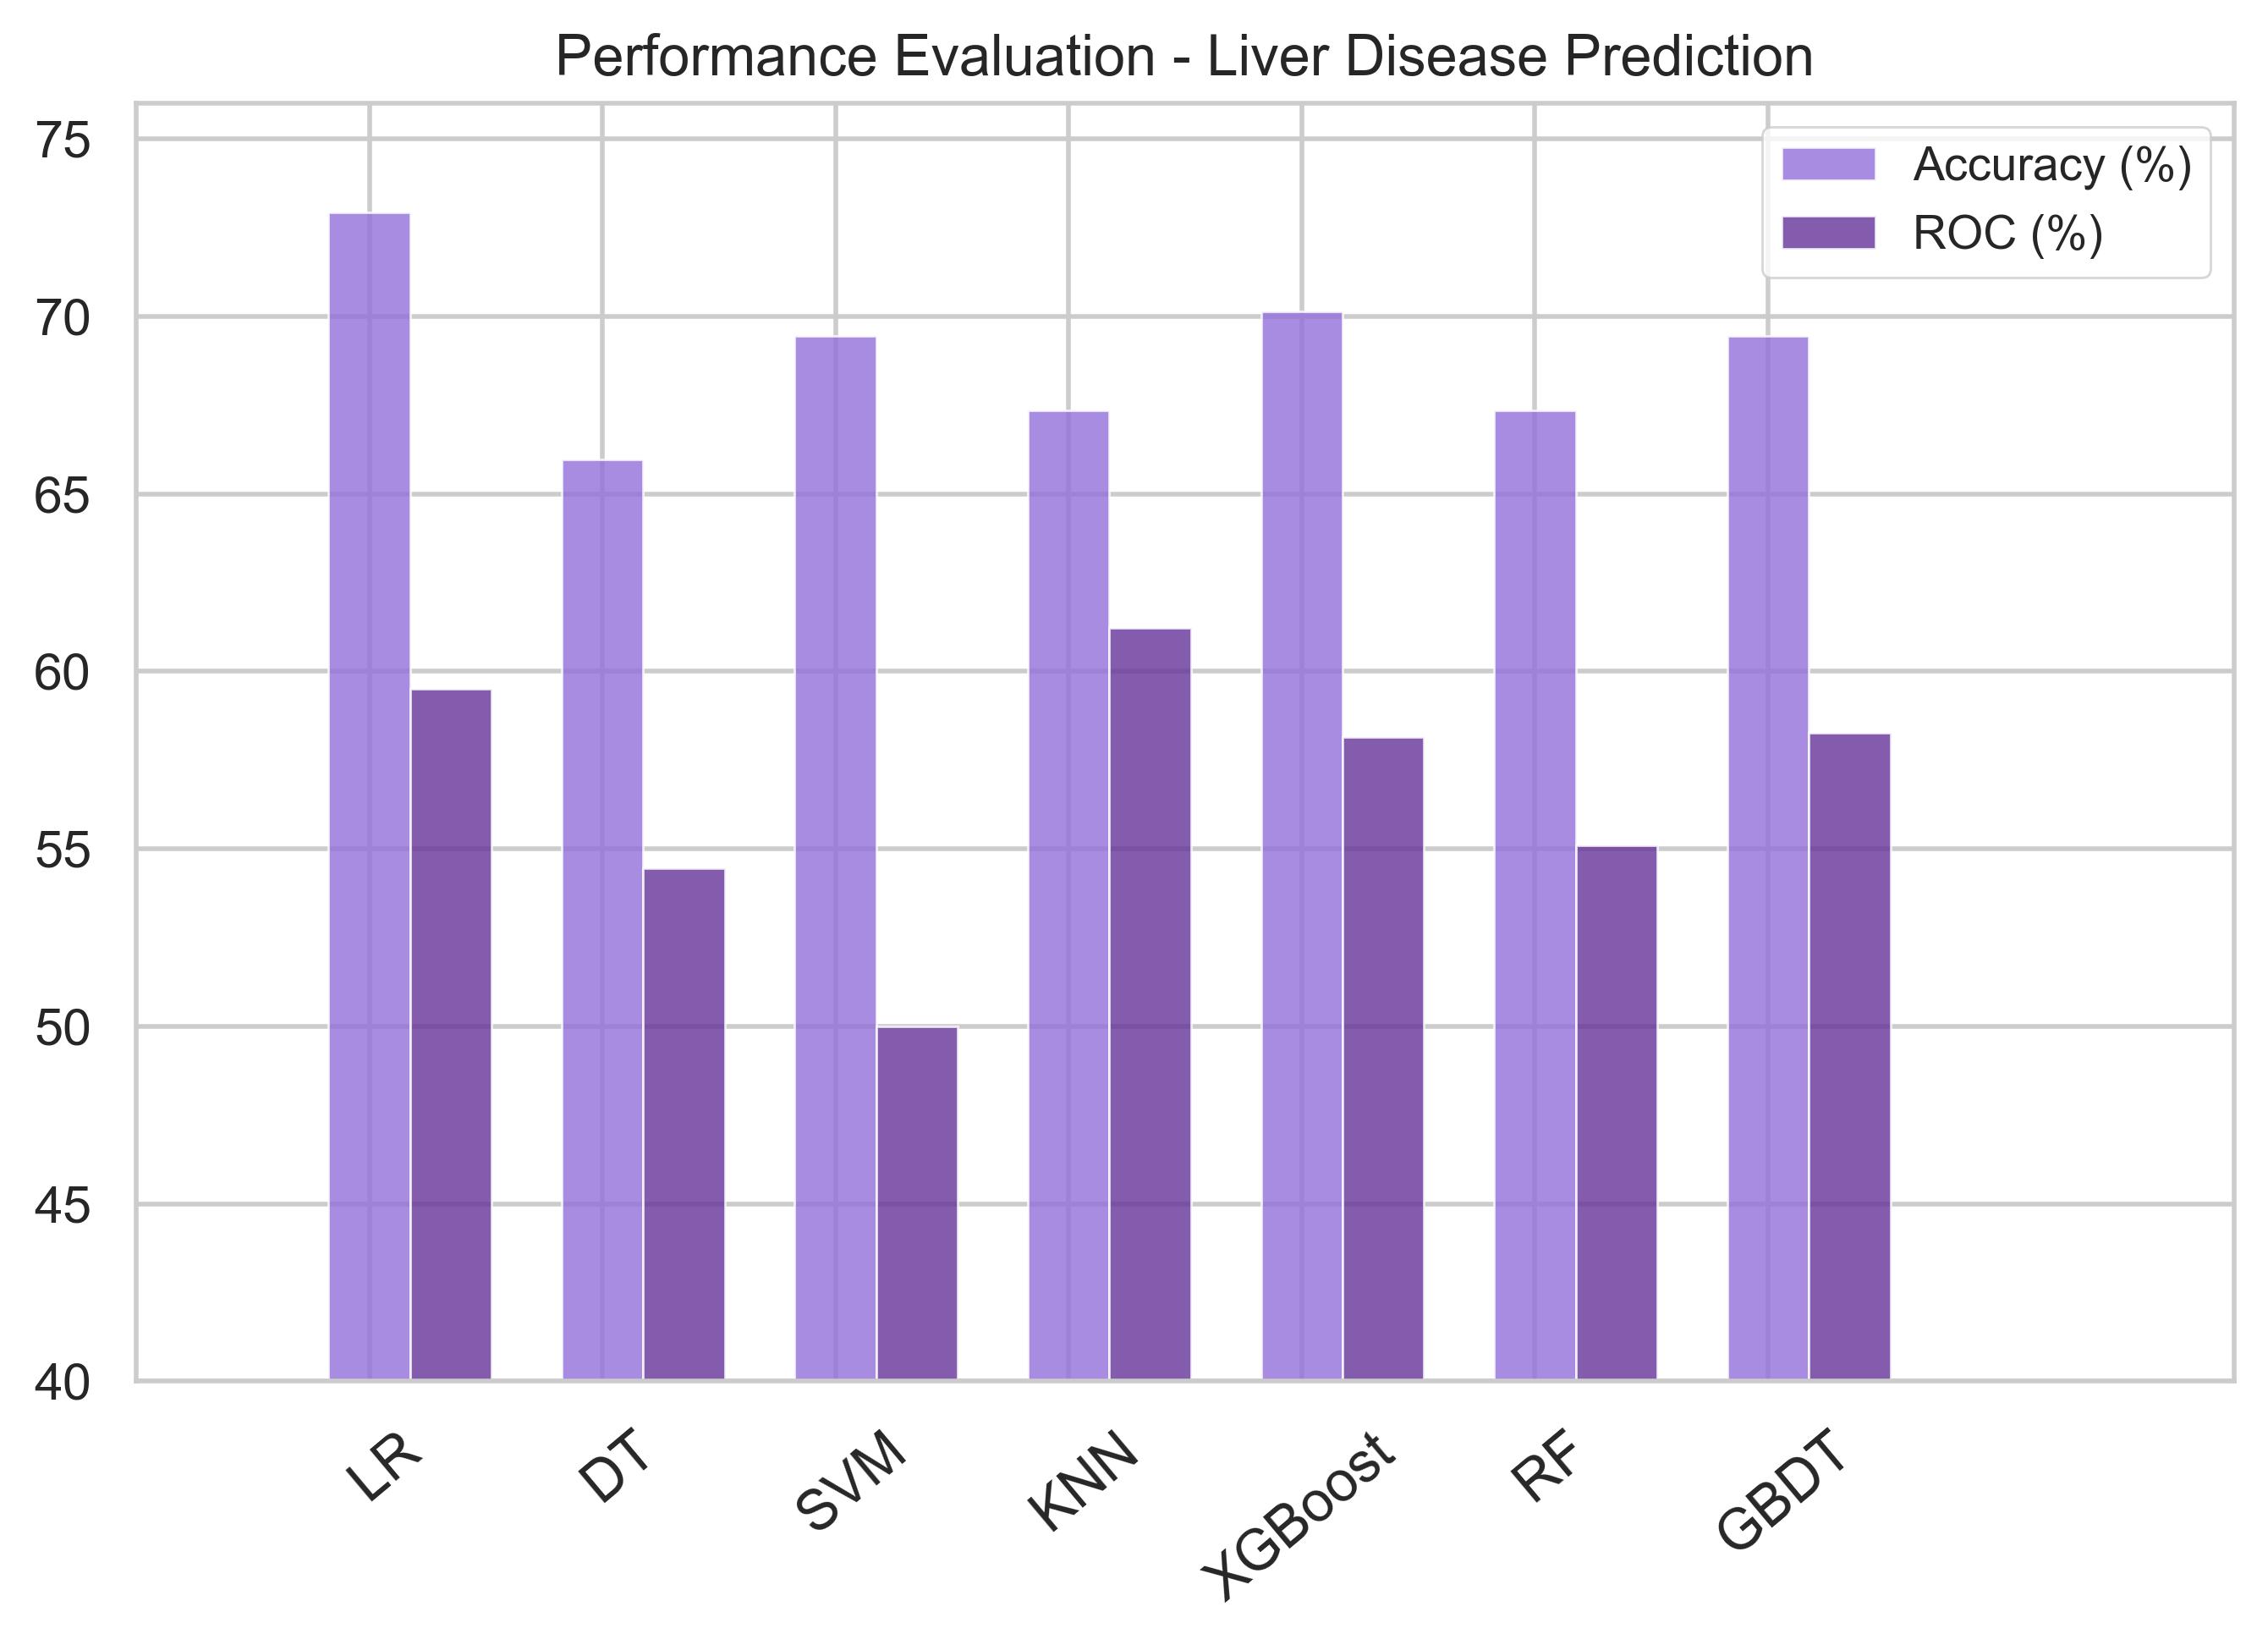 Performance Evaluation - Liver Disease Prediction
75
70
65
60
55
50
45
40
Accuracy (%)
ROC (%)
LR
DT
SVM
KNN
XGBoost
RF
GBDT